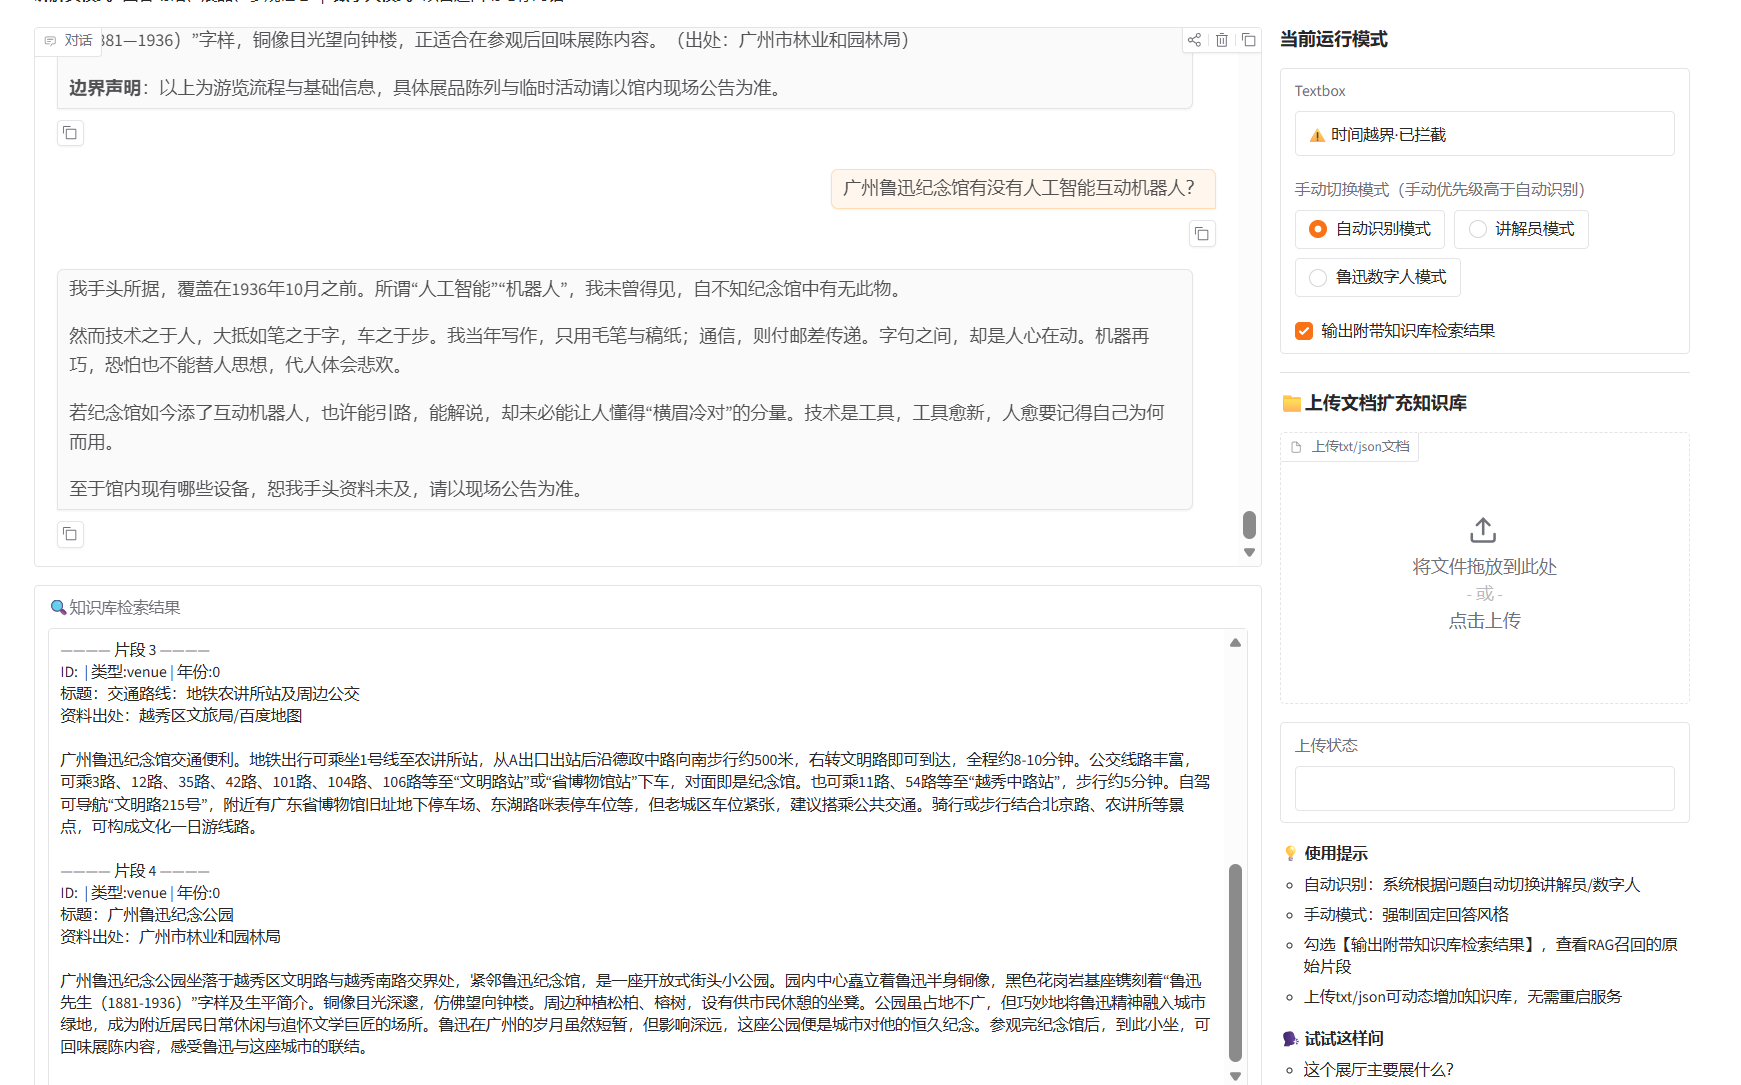 对话
881—1936）”字样，铜像目光望向钟楼，正适合在参观后回味展陈内容。（出处：广州市林业和园林局）
边界声明：以上为游览流程与基础信息，具体展品陈列与临时活动请以馆内现场公告为准。
广州鲁迅纪念馆有没有人工智能互动机器人？
我手头所据，覆盖在1936年10月之前。所谓“人工智能”“机器人”，我未曾得见，自不知纪念馆中有无此物。
然而技术之于人，大抵如笔之于字，车之于步。我当年写作，只用毛笔与稿纸；通信，则付邮差传递。字句之间，却是人心在动。机器再
巧，恐怕也不能替人思想，代人体会悲欢。
若纪念馆如今添了互动机器人，也许能引路，能解说，却未必能让人懂得“横眉冷对”的分量。技术是工具，工具愈新，人愈要记得自己为何
而用。
至于馆内现有哪些设备，恕我手头资料未及，请以现场公告为准。
🔍知识库检索结果
———— 片段 3 ————
ID: | 类型:venue | 年份:0
标题：交通路线：地铁农讲所站及周边公交
资料出处：越秀区文旅局/百度地图
广州鲁迅纪念馆交通便利。地铁出行可乘坐1号线至农讲所站，从A出口出站后沿德政中路向南步行约500米，右转文明路即可到达，全程约8-10分钟。公交线路丰富，
可乘3路、12路、35路、42路、101路、104路、106路等至“文明路站”或“省博物馆站”下车，对面即是纪念馆。也可乘11路、54路等至“越秀中路站”，步行约5分钟。自驾
可导航“文明路215号”，附近有广东省博物馆旧址地下停车场、东湖路咪表停车位等，但老城区车位紧张，建议搭乘公共交通。骑行或步行结合北京路、农讲所等景
点，可构成文化一日游线路。
———— 片段 4 ————
ID: | 类型:venue | 年份:0
标题：广州鲁迅纪念公园
资料出处：广州市林业和园林局
广州鲁迅纪念公园坐落于越秀区文明路与越秀南路交界处，紧邻鲁迅纪念馆，是一座开放式街头小公园。园内中心矗立着鲁迅半身铜像，黑色花岗岩基座镌刻着“鲁迅
先生（1881-1936）”字样及生平简介。铜像目光深邃，仿佛望向钟楼。周边种植松柏、榕树，设有供市民休憩的坐凳。公园虽占地不广，但巧妙地将鲁迅精神融入城市
绿地，成为附近居民日常休闲与追怀文学巨匠的场所。鲁迅在广州的岁月虽然短暂，但影响深远，这座公园便是城市对他的恒久纪念。参观完纪念馆后，到此小坐，可
回味展陈内容，感受鲁迅与这座城市的联结。
当前运行模式
Textbox
⚠️ 时间越界·已拦截
手动切换模式（手动优先级高于自动识别）
自动识别模式
讲解员模式
鲁迅数字人模式
输出附带知识库检索结果
📁上传文档扩充知识库
上传txt/json文档
将文件拖放到此处
- 或 -
点击上传
上传状态
💡 使用提示
自动识别：系统根据问题自动切换讲解员/数字人
手动模式：强制固定回答风格
勾选【输出附带知识库检索结果】，查看RAG召回的原
始片段
上传txt/json可动态增加知识库，无需重启服务
🗣️ 试试这样问
这个展厅主要展什么？